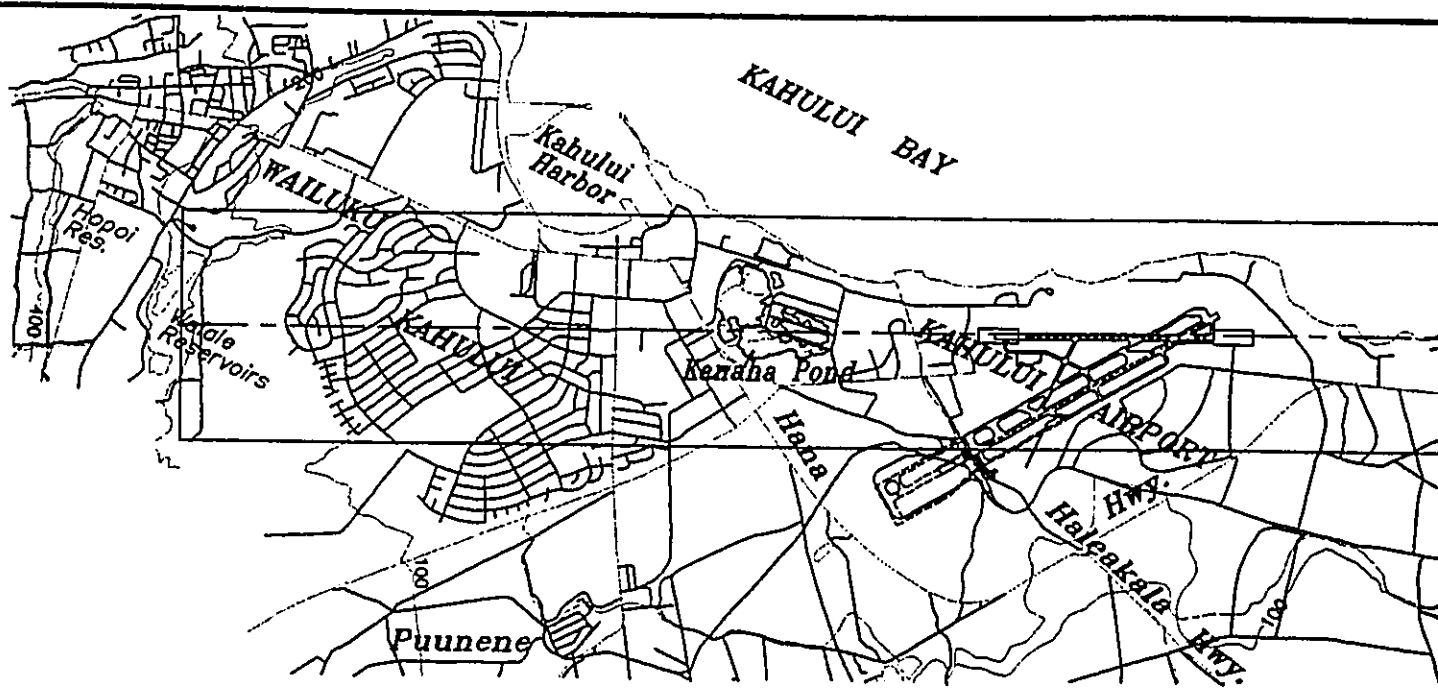 KAHULUI BAY
Kahului
Harbor
WAILUKU
Hopoi
Res.
400
Waiale
Reservoirs
KAHULUI
Kanaha Pond
KAHULUI
AIRPORT
Hana
Hwy.
Haleakala
Hwy.
100
100
Puunene